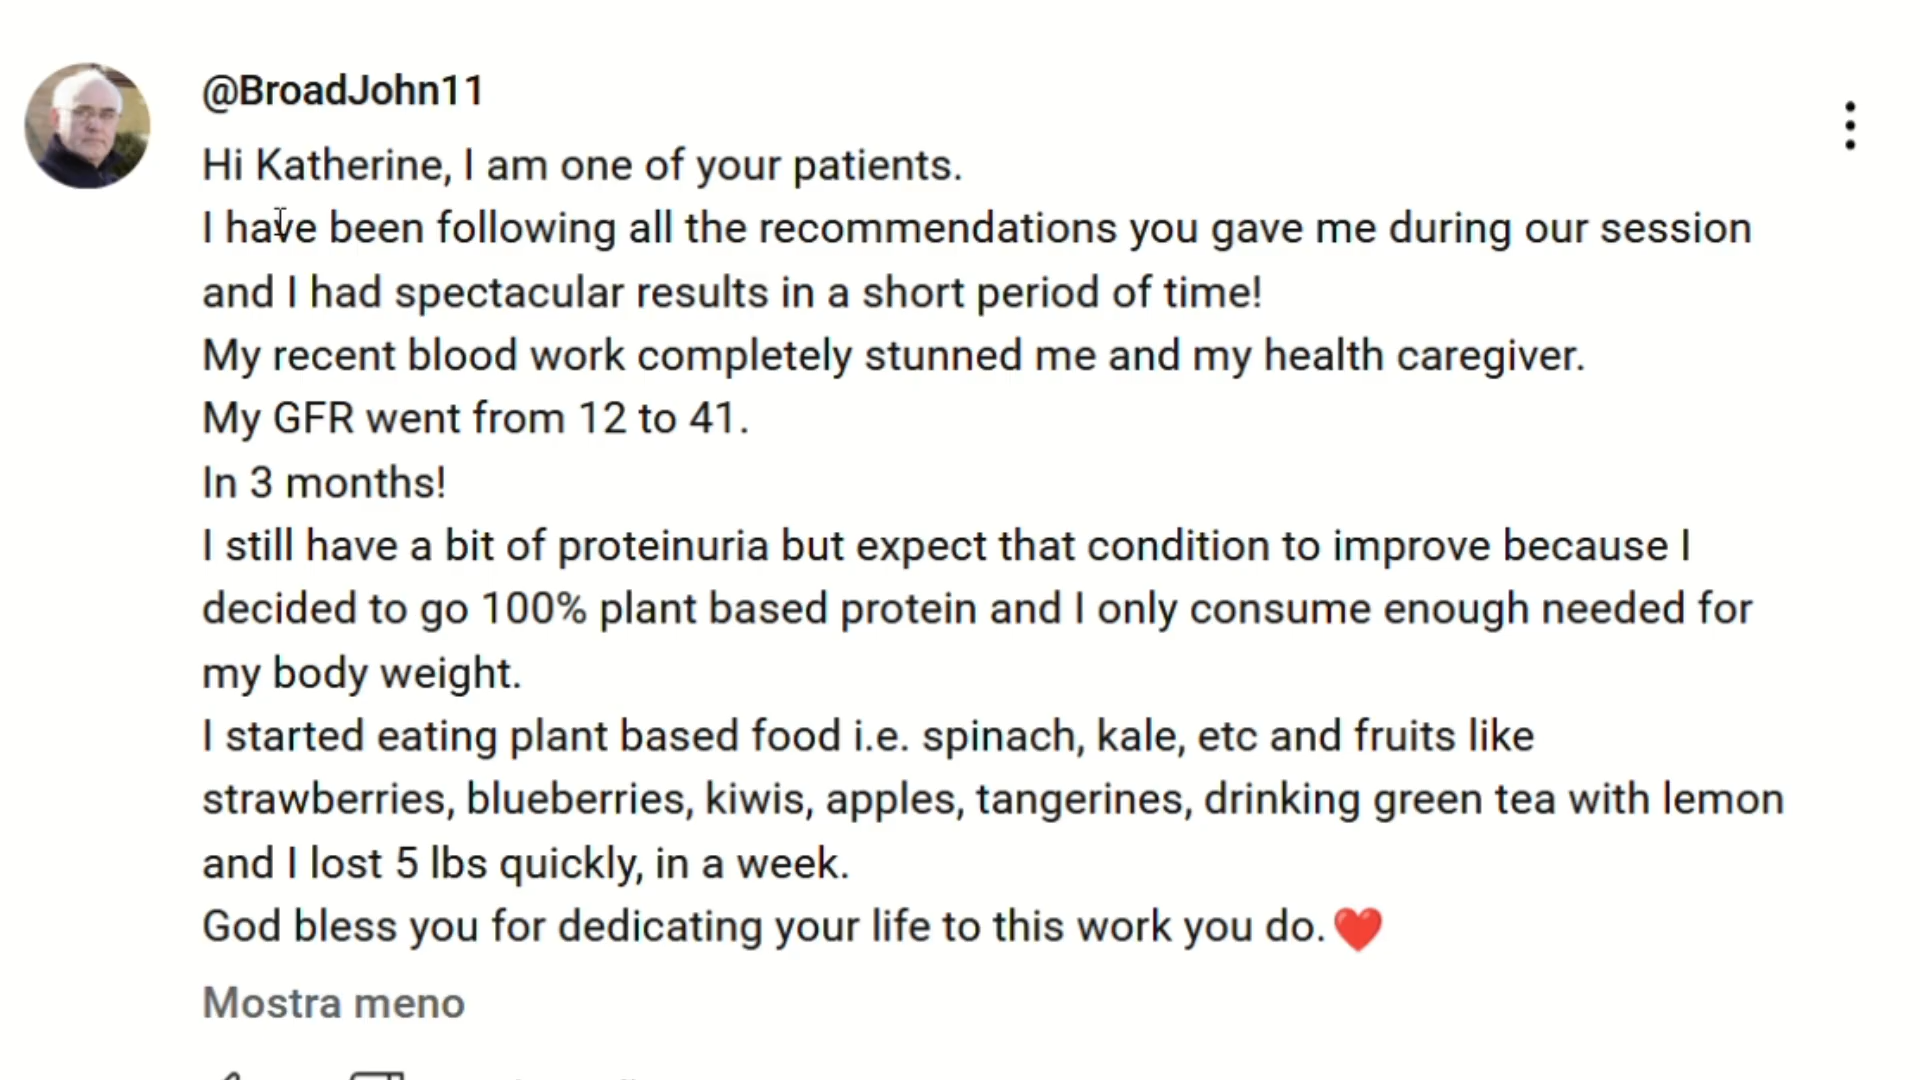 @BroadJohn11
Hi Katherine, I am one of your patients.
I have been following all the recommendations you gave me during our session
and I had spectacular results in a short period of time!
My recent blood work completely stunned me and my health caregiver.
My GFR went from 12 to 41.
In 3 months!
I still have a bit of proteinuria but expect that condition to improve because I
decided to go 100% plant based protein and I only consume enough needed for
my body weight.
I started eating plant based food i.e. spinach, kale, etc and fruits like
strawberries, blueberries, kiwis, apples, tangerines, drinking green tea with lemon
and I lost 5 lbs quickly, in a week.
God bless you for dedicating your life to this work you do.❤️
Mostra meno